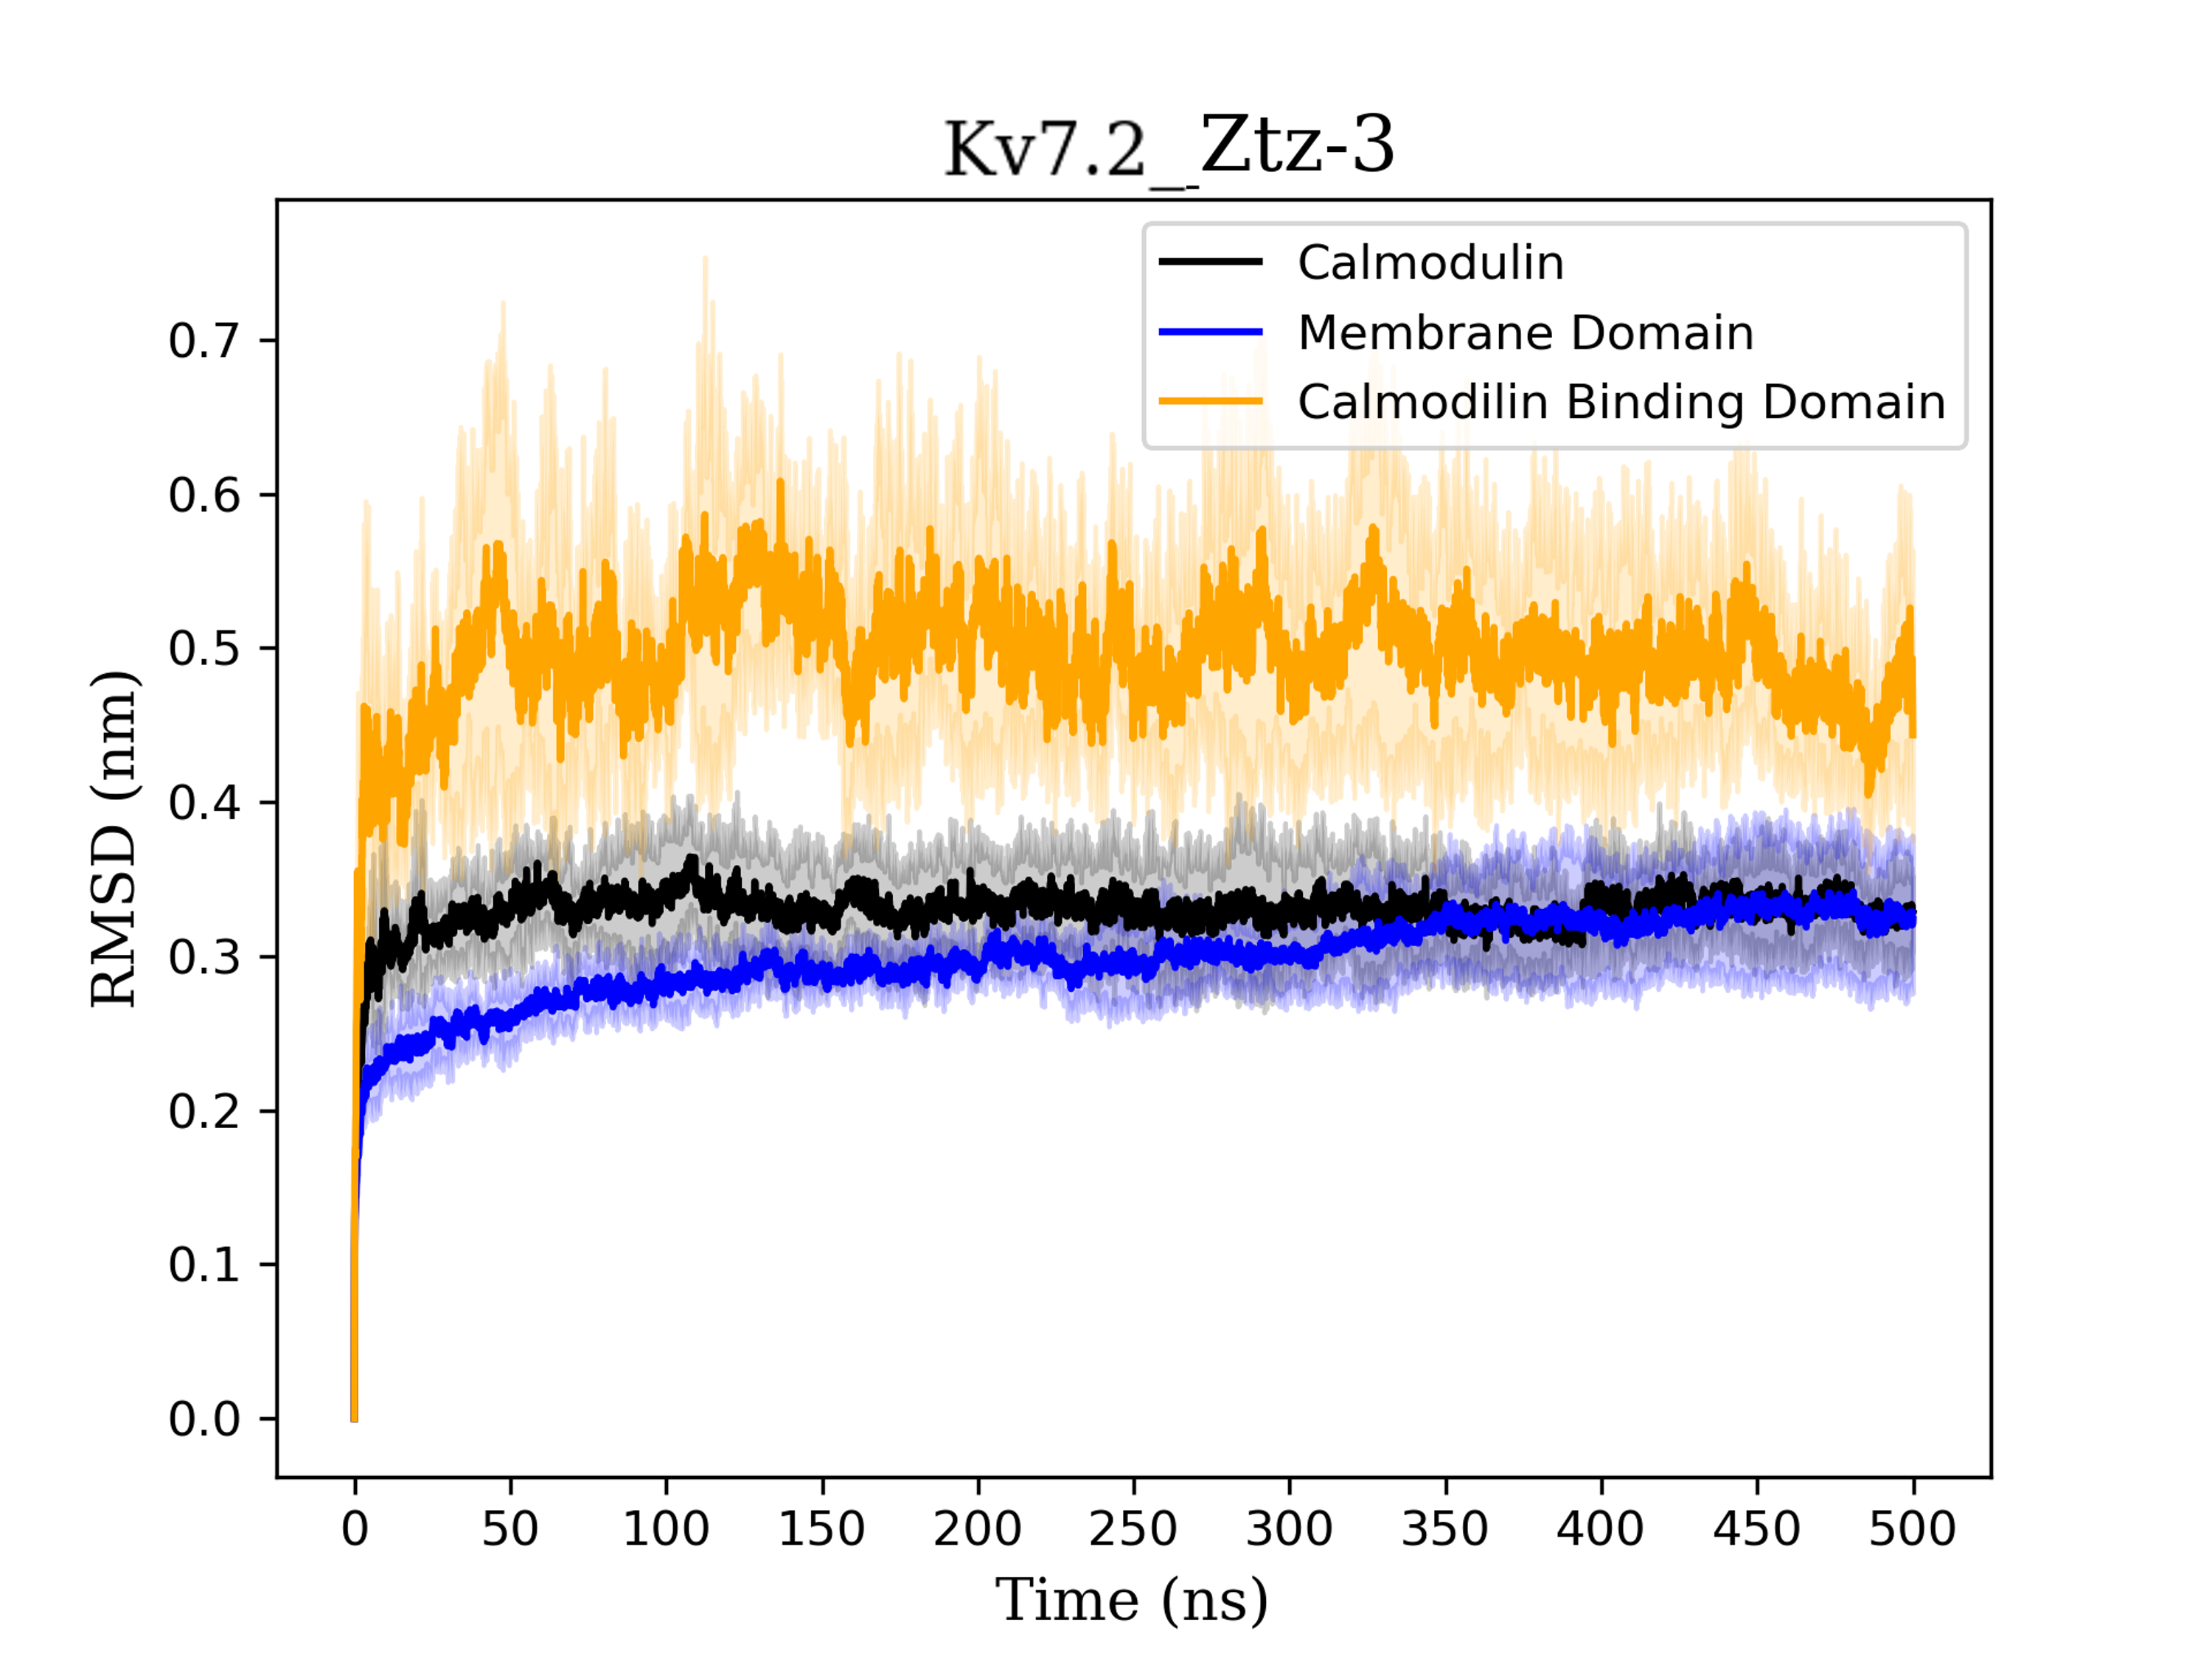 Kv7.2_ Ztz-3
Calmodulin
Membrane Domain
Calmodilin Binding Domain
RMSD (nm)
0.7
0.6
0.5
0.4
0.3
0.2
0.1
0.0
0 50 100 150 200 250 300 350 400 450 500
Time (ns)